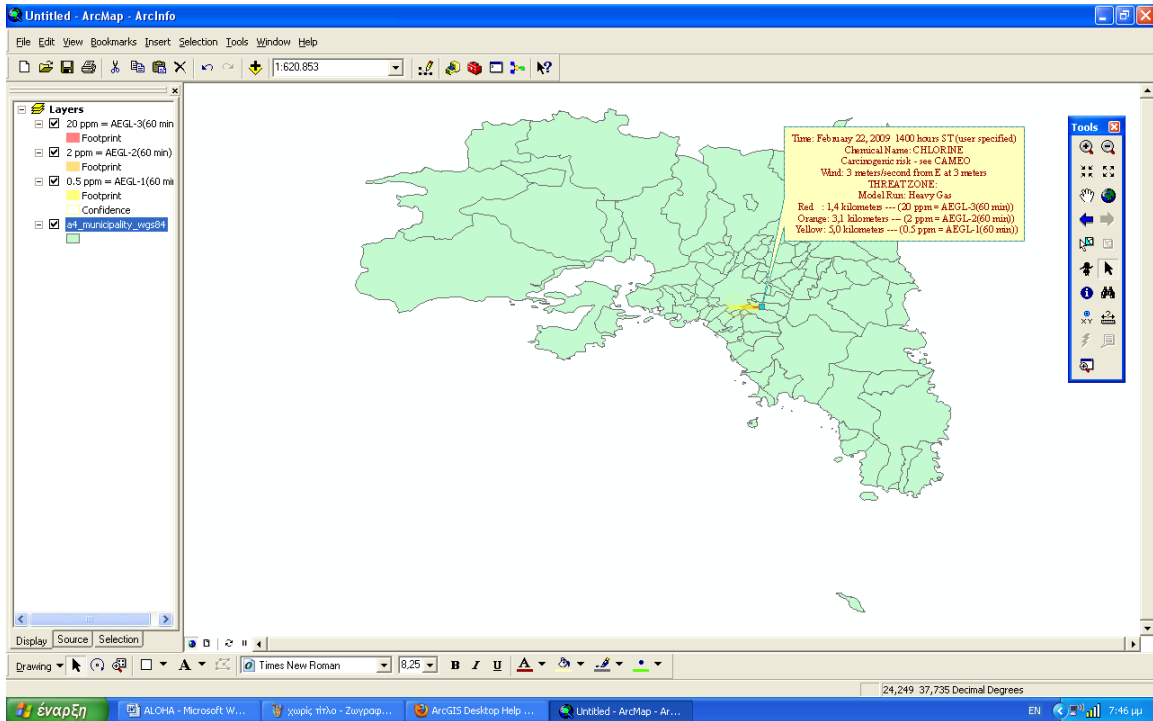 Untitled - ArcMap - ArcInfo
File Edit View Bookmarks Insert Selection Tools Window Help
1:620.853
Layers
20 ppm = AEGL-3(60 min
Footprint
2 ppm = AEGL-2(60 min)
Footprint
0.5 ppm = AEGL-1(60 mi
Footprint
Confidence
a4_municipality_wgs84
Time: February 22, 2009 1400 hours ST (user specified)
Chemical Name: CHLORINE
Carcinogenic risk - see CAMEO
Wind: 3 meters/second from E at 3 meters
THREAT ZONE:
Model Run: Heavy Gas
Red : 1,4 kilometers --- (20 ppm = AEGL-3(60 min))
Orange: 3,1 kilometers --- (2 ppm = AEGL-2(60 min))
Yellow: 5,0 kilometers --- (0.5 ppm = AEGL-1(60 min))
Tools
XY
Display Source Selection
Drawing A Times New Roman 8,25 B I U A
24,249 37,735 Decimal Degrees
έναρξη ALOHA - Microsoft W... χωρίς τίτλο - Ζωγραφ... ArcGIS Desktop Help ... Untitled - ArcMap - Ar... EN 7:46 μμ